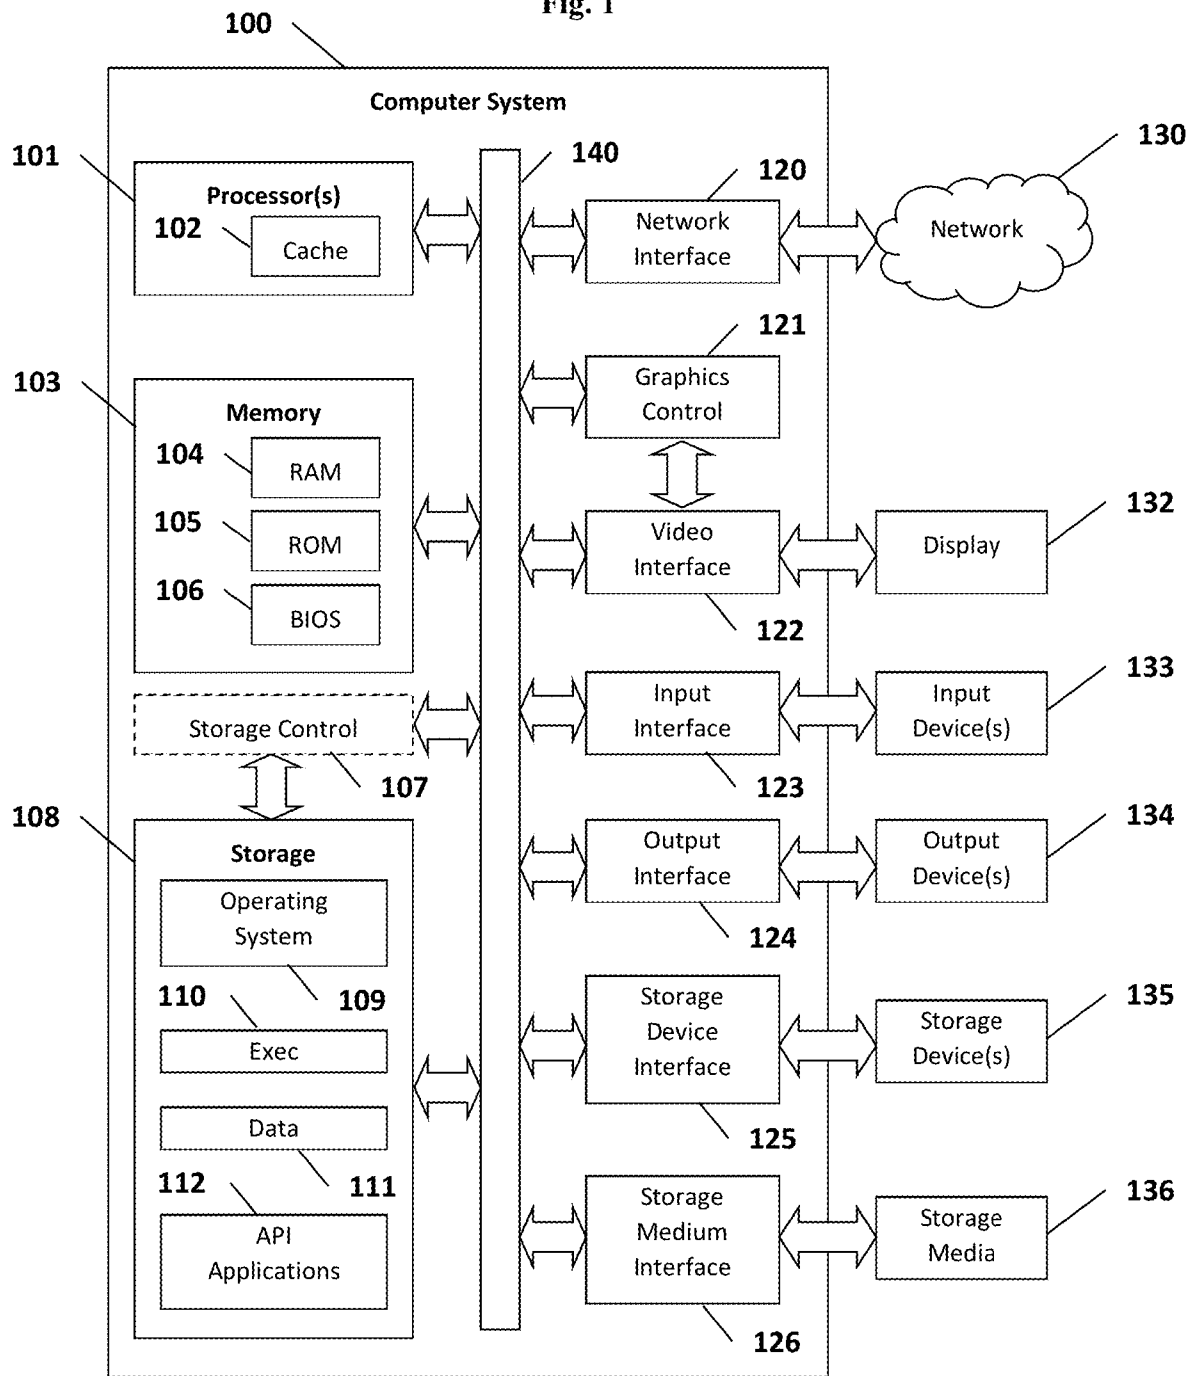 Fig. 1
100
Computer System
101
Processor(s)
102
Cache
140
120
Network
Interface
130
Network
121
Graphics
Control
103
Memory
104
RAM
105
ROM
106
BIOS
Video
Interface
122
132
Display
Storage Control
107
Input
Interface
123
133
Input
Device(s)
108
Storage
Operating
System
109
110
Exec
Data
111
112
API
Applications
Output
Interface
124
134
Output
Device(s)
Storage
Device
Interface
125
135
Storage
Device(s)
Storage
Medium
Interface
126
136
Storage
Media